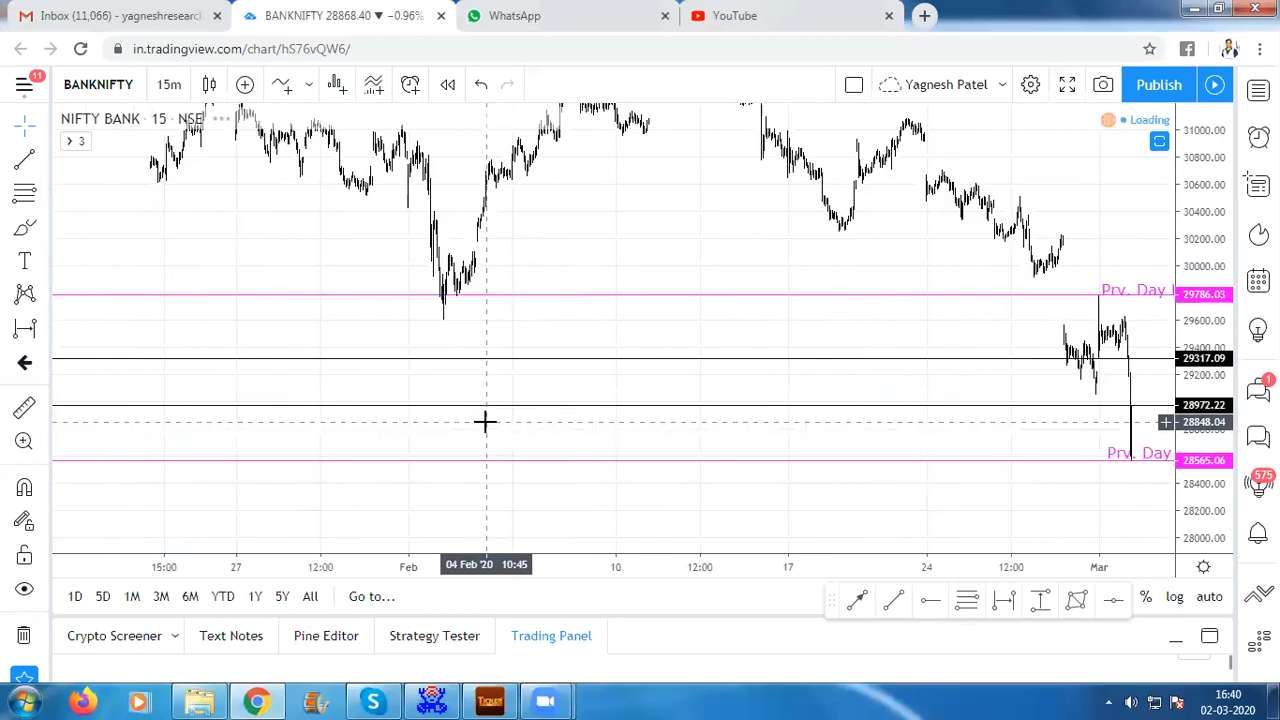 Inbox (11,066) - yagneshresearch
BANKNIFTY 28868.40 ▼ −0.96%
WhatsApp
YouTube
in.tradingview.com/chart/hS76vQW6/
11
BANKNIFTY
15m
Yagnesh Patel
Publish
NIFTY BANK · 15 · NSE
3
Loading
31000.00
30800.00
30600.00
30400.00
30200.00
30000.00
Prv. Day
29786.03
29600.00
29400.00
29317.09
29200.00
28972.22
28848.04
Prv. Day
28565.06
28400.00
28200.00
28000.00
1
575
15:00
27
12:00
Feb
04 Feb '20 10:45
10
12:00
17
24
12:00
Mar
1D
5D
1M
3M
6M
YTD
1Y
5Y
All
Go to...
%
log
auto
Crypto Screener
Text Notes
Pine Editor
Strategy Tester
Trading Panel
TIQUER
16:40
02-03-2020